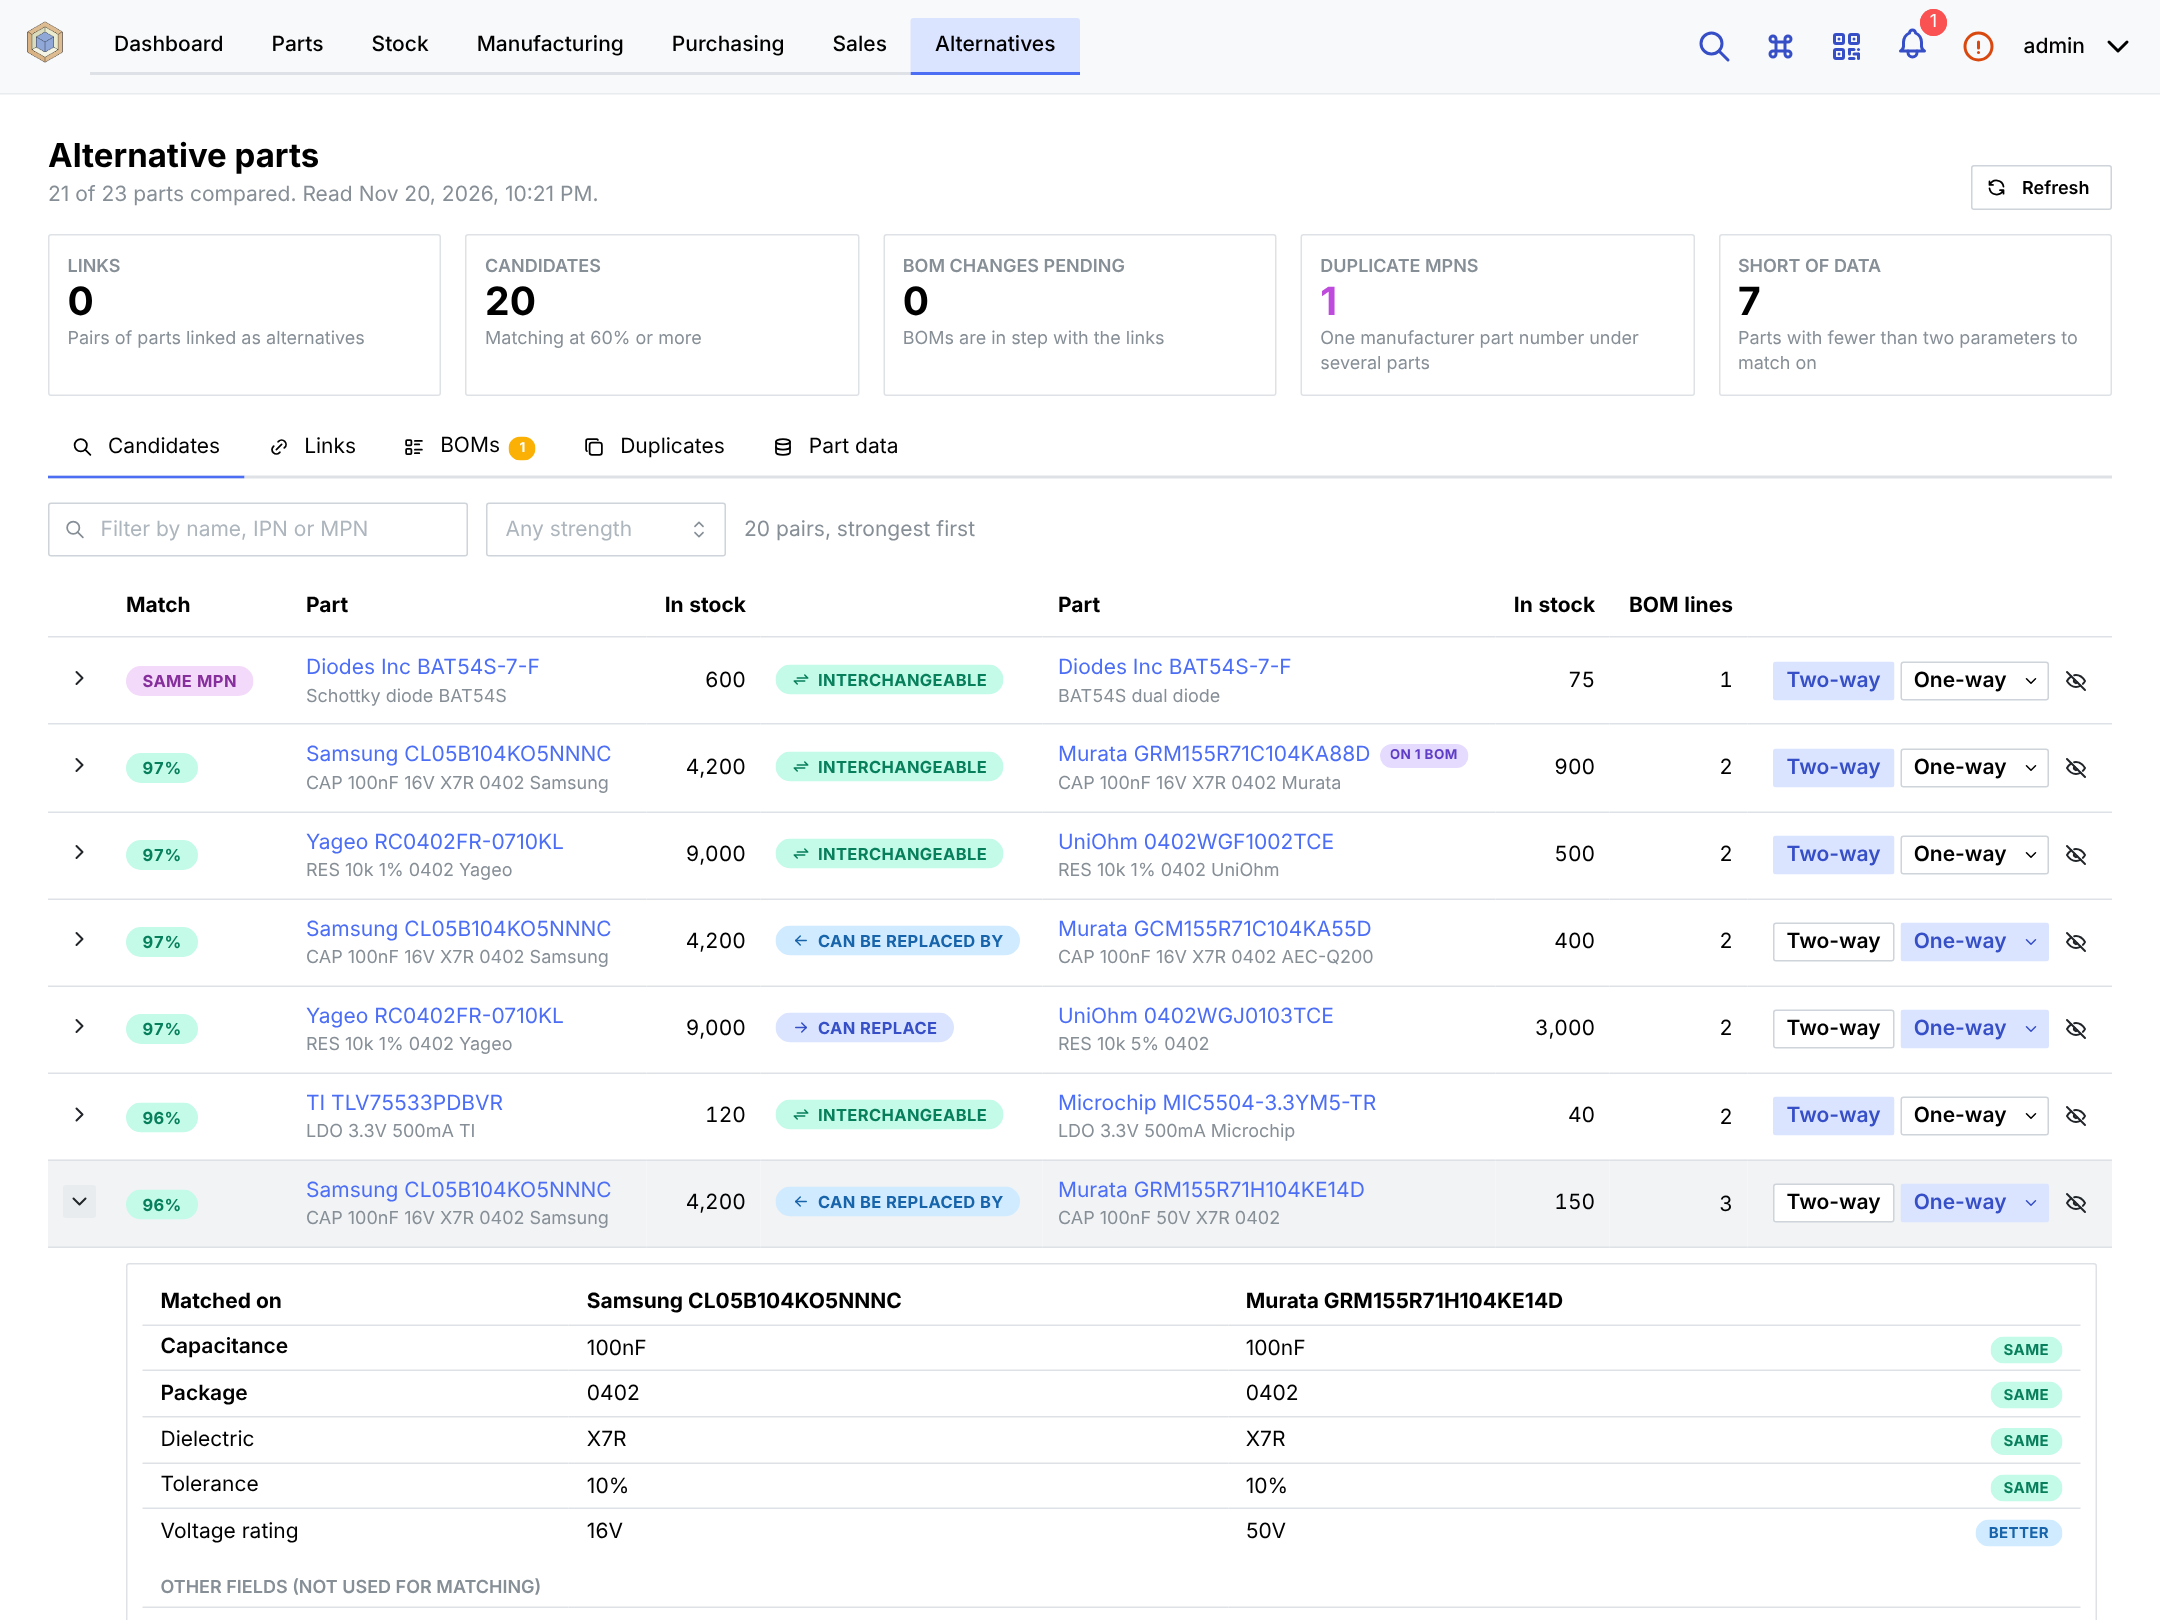 Dashboard Parts Stock Manufacturing Purchasing Sales Alternatives 1 admin
Alternative parts
21 of 23 parts compared. Read Nov 20, 2026, 10:21 PM.
Refresh
LINKS
0
Pairs of parts linked as alternatives
CANDIDATES
20
Matching at 60% or more
BOM CHANGES PENDING
0
BOMs are in step with the links
DUPLICATE MPNS
1
One manufacturer part number under
several parts
SHORT OF DATA
7
Parts with fewer than two parameters to
match on
Candidates Links BOMs 1 Duplicates Part data
Filter by name, IPN or MPN Any strength 20 pairs, strongest first
Match Part In stock Part In stock BOM lines
SAME MPN Diodes Inc BAT54S-7-F 600 INTERCHANGEABLE Diodes Inc BAT54S-7-F 75 1 Two-way One-way
Schottky diode BAT54S BAT54S dual diode
97% Samsung CL05B104KO5NNNC 4,200 INTERCHANGEABLE Murata GRM155R71C104KA88D ON 1 BOM 900 2 Two-way One-way
CAP 100nF 16V X7R 0402 Samsung CAP 100nF 16V X7R 0402 Murata
97% Yageo RC0402FR-0710KL 9,000 INTERCHANGEABLE UniOhm 0402WGF1002TCE 500 2 Two-way One-way
RES 10k 1% 0402 Yageo RES 10k 1% 0402 UniOhm
97% Samsung CL05B104KO5NNNC 4,200 CAN BE REPLACED BY Murata GCM155R71C104KA55D 400 2 Two-way One-way
CAP 100nF 16V X7R 0402 Samsung CAP 100nF 16V X7R 0402 AEC-Q200
97% Yageo RC0402FR-0710KL 9,000 CAN REPLACE UniOhm 0402WGJ0103TCE 3,000 2 Two-way One-way
RES 10k 1% 0402 Yageo RES 10k 5% 0402
96% TI TLV75533PDBVR 120 INTERCHANGEABLE Microchip MIC5504-3.3YM5-TR 40 2 Two-way One-way
LDO 3.3V 500mA TI LDO 3.3V 500mA Microchip
96% Samsung CL05B104KO5NNNC 4,200 CAN BE REPLACED BY Murata GRM155R71H104KE14D 150 3 Two-way One-way
CAP 100nF 16V X7R 0402 Samsung CAP 100nF 50V X7R 0402
Matched on Samsung CL05B104KO5NNNC Murata GRM155R71H104KE14D
Capacitance 100nF 100nF SAME
Package 0402 0402 SAME
Dielectric X7R X7R SAME
Tolerance 10% 10% SAME
Voltage rating 16V 50V BETTER
OTHER FIELDS (NOT USED FOR MATCHING)